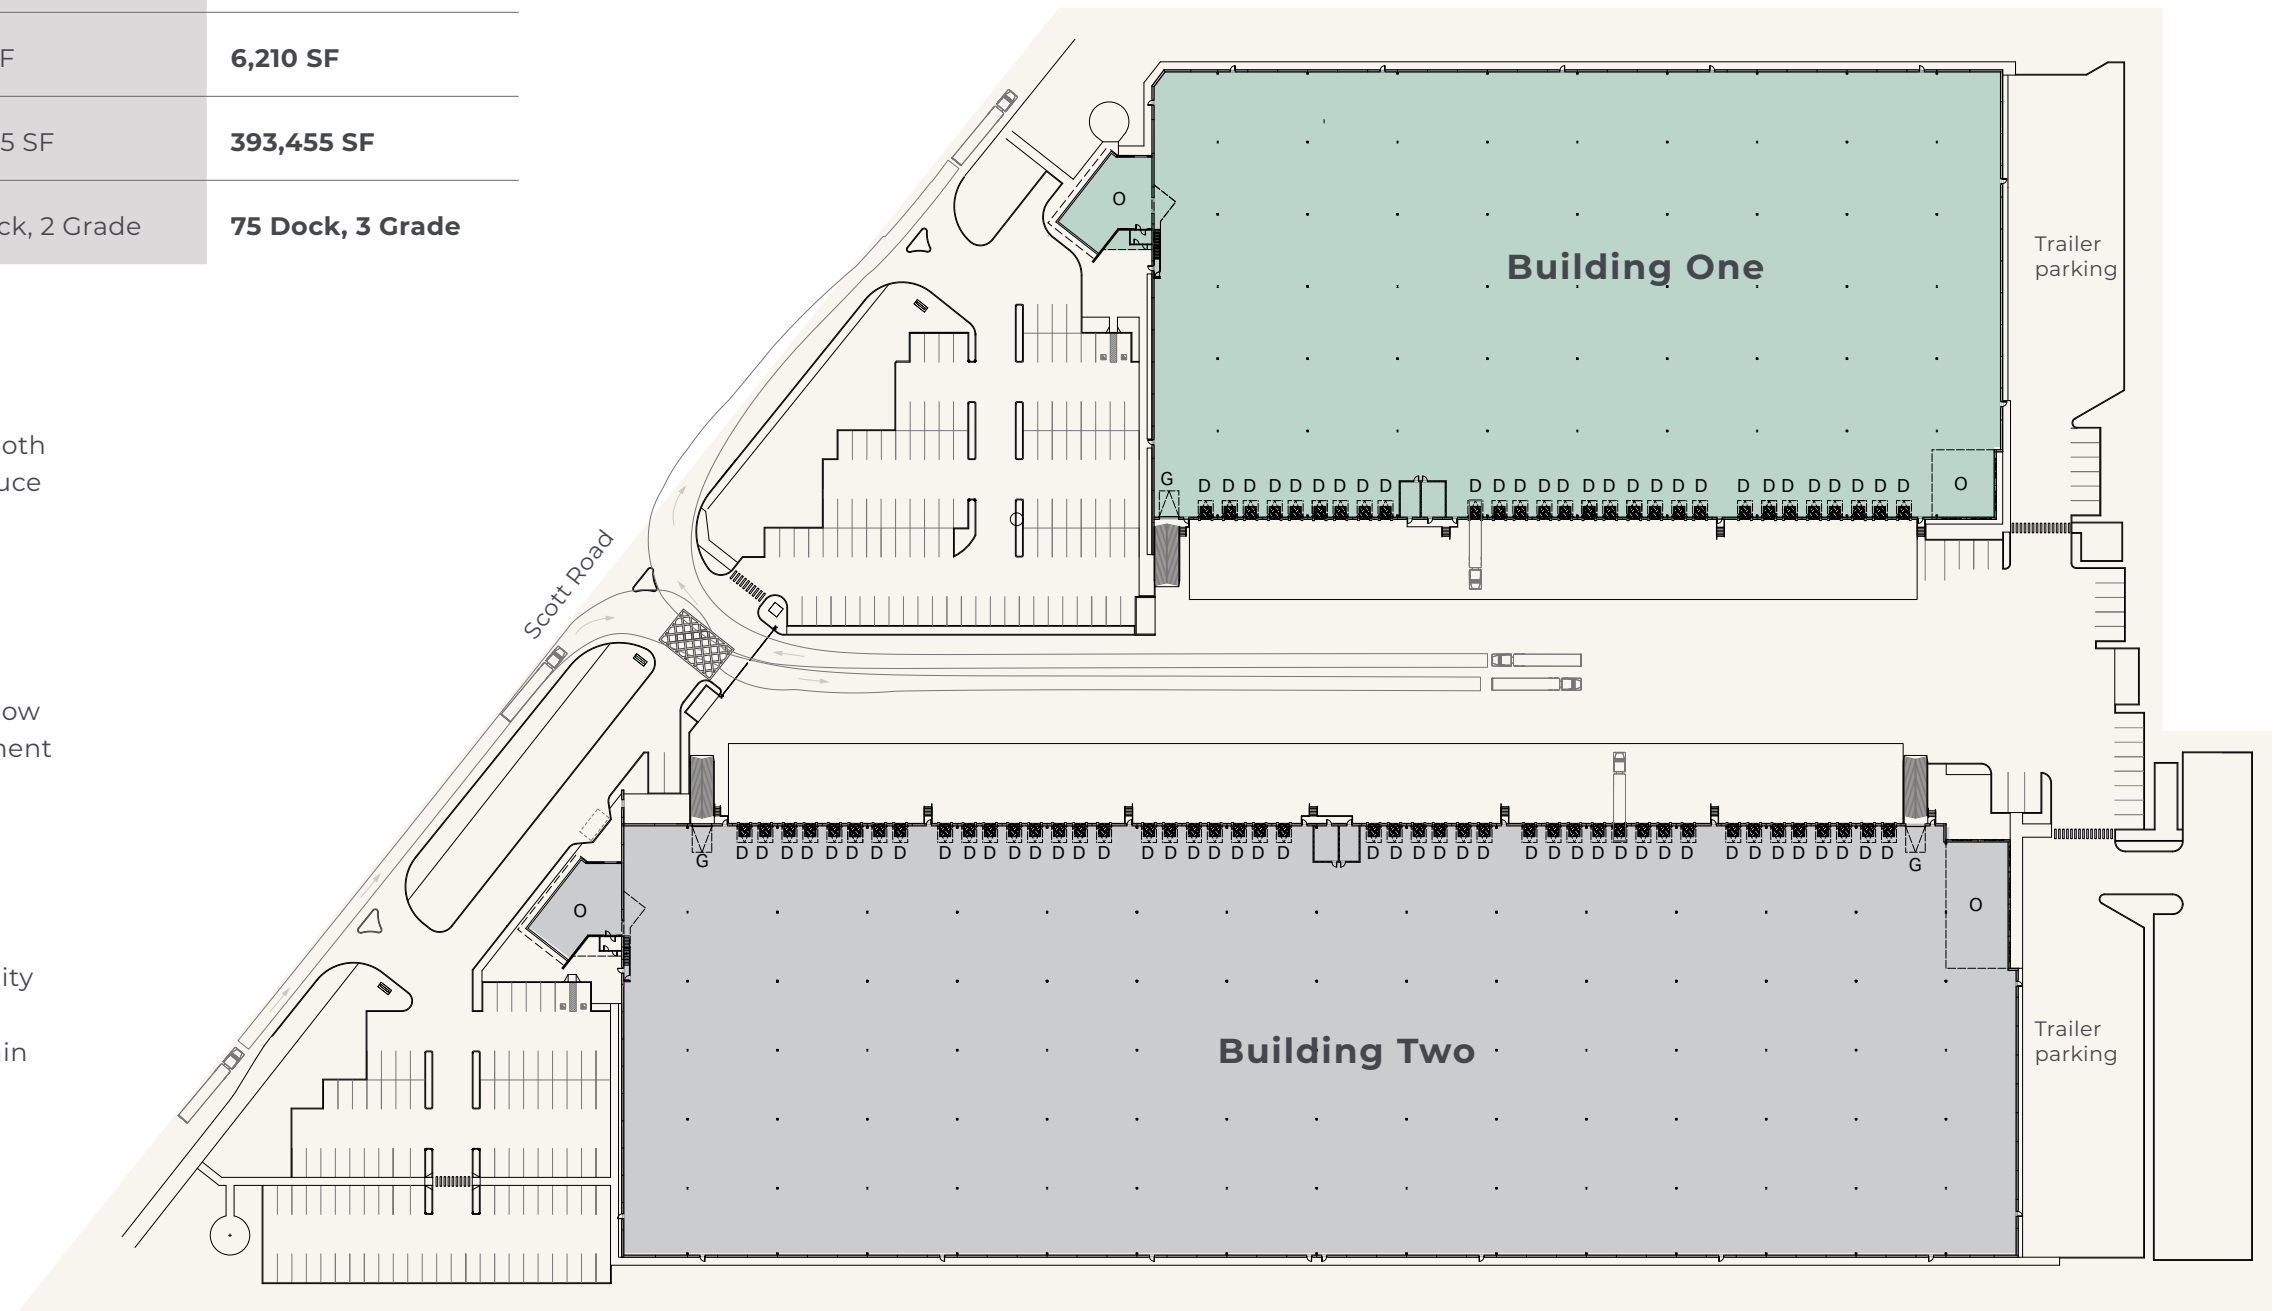 F 6,210 SF
5 SF 393,455 SF
ck, 2 Grade 75 Dock, 3 Grade
oth
uce
ow
ent
ity
in
Scott Road
O
Building One
Trailer
parking
G D D D D D D D D D D D D D D D D D D D D D D D D D D D D O
G D D D D D D D D D D D D D D D D D D D D D D D D D D D D D D D D D D D D D D D D D D D D D G
O
O
Building Two
Trailer
parking